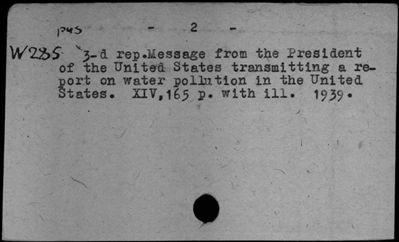 - 2 -
W285 3-d rep.Message from the President
of the United States transmitting a re-
port on water pollution in the United
States. XIV,165 p. with ill. 1939.